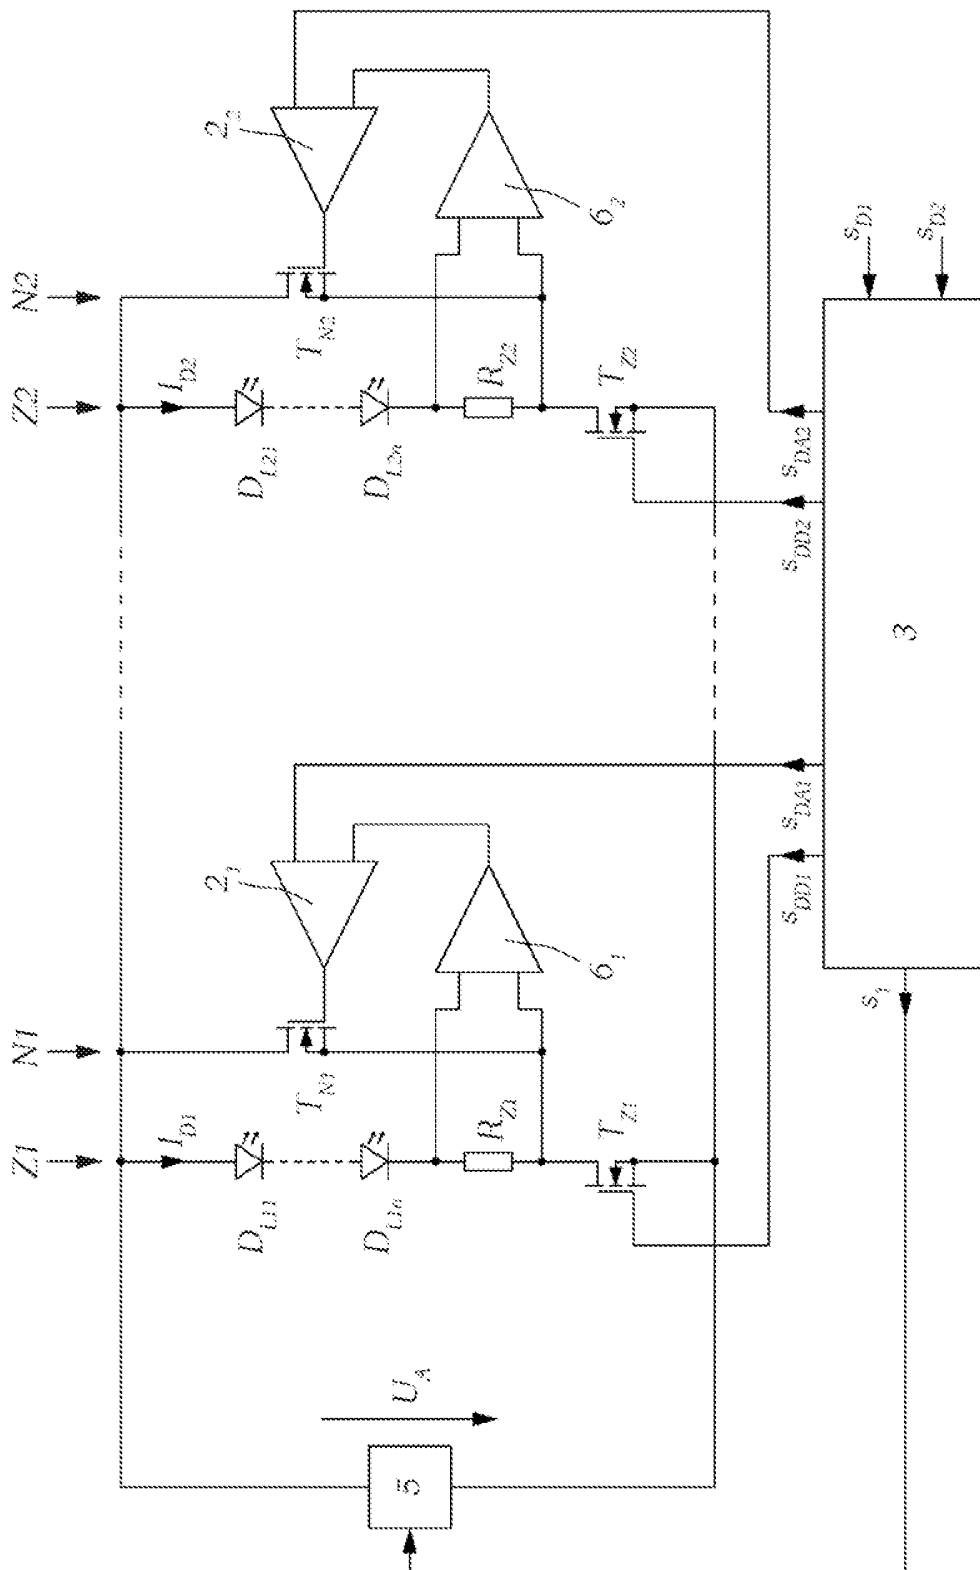 Z1
N1
Z2
N2
I_D1
I_D2
D_L11
D_L1n
D_L21
D_L2n
T_N1
T_N2
2_1
2_2
R_Z1
R_Z2
6_1
6_2
T_Z1
T_Z2
U_A
5
s_DD1
s_DA1
s_DD2
s_DA2
s_D1
s_D2
s_1
3